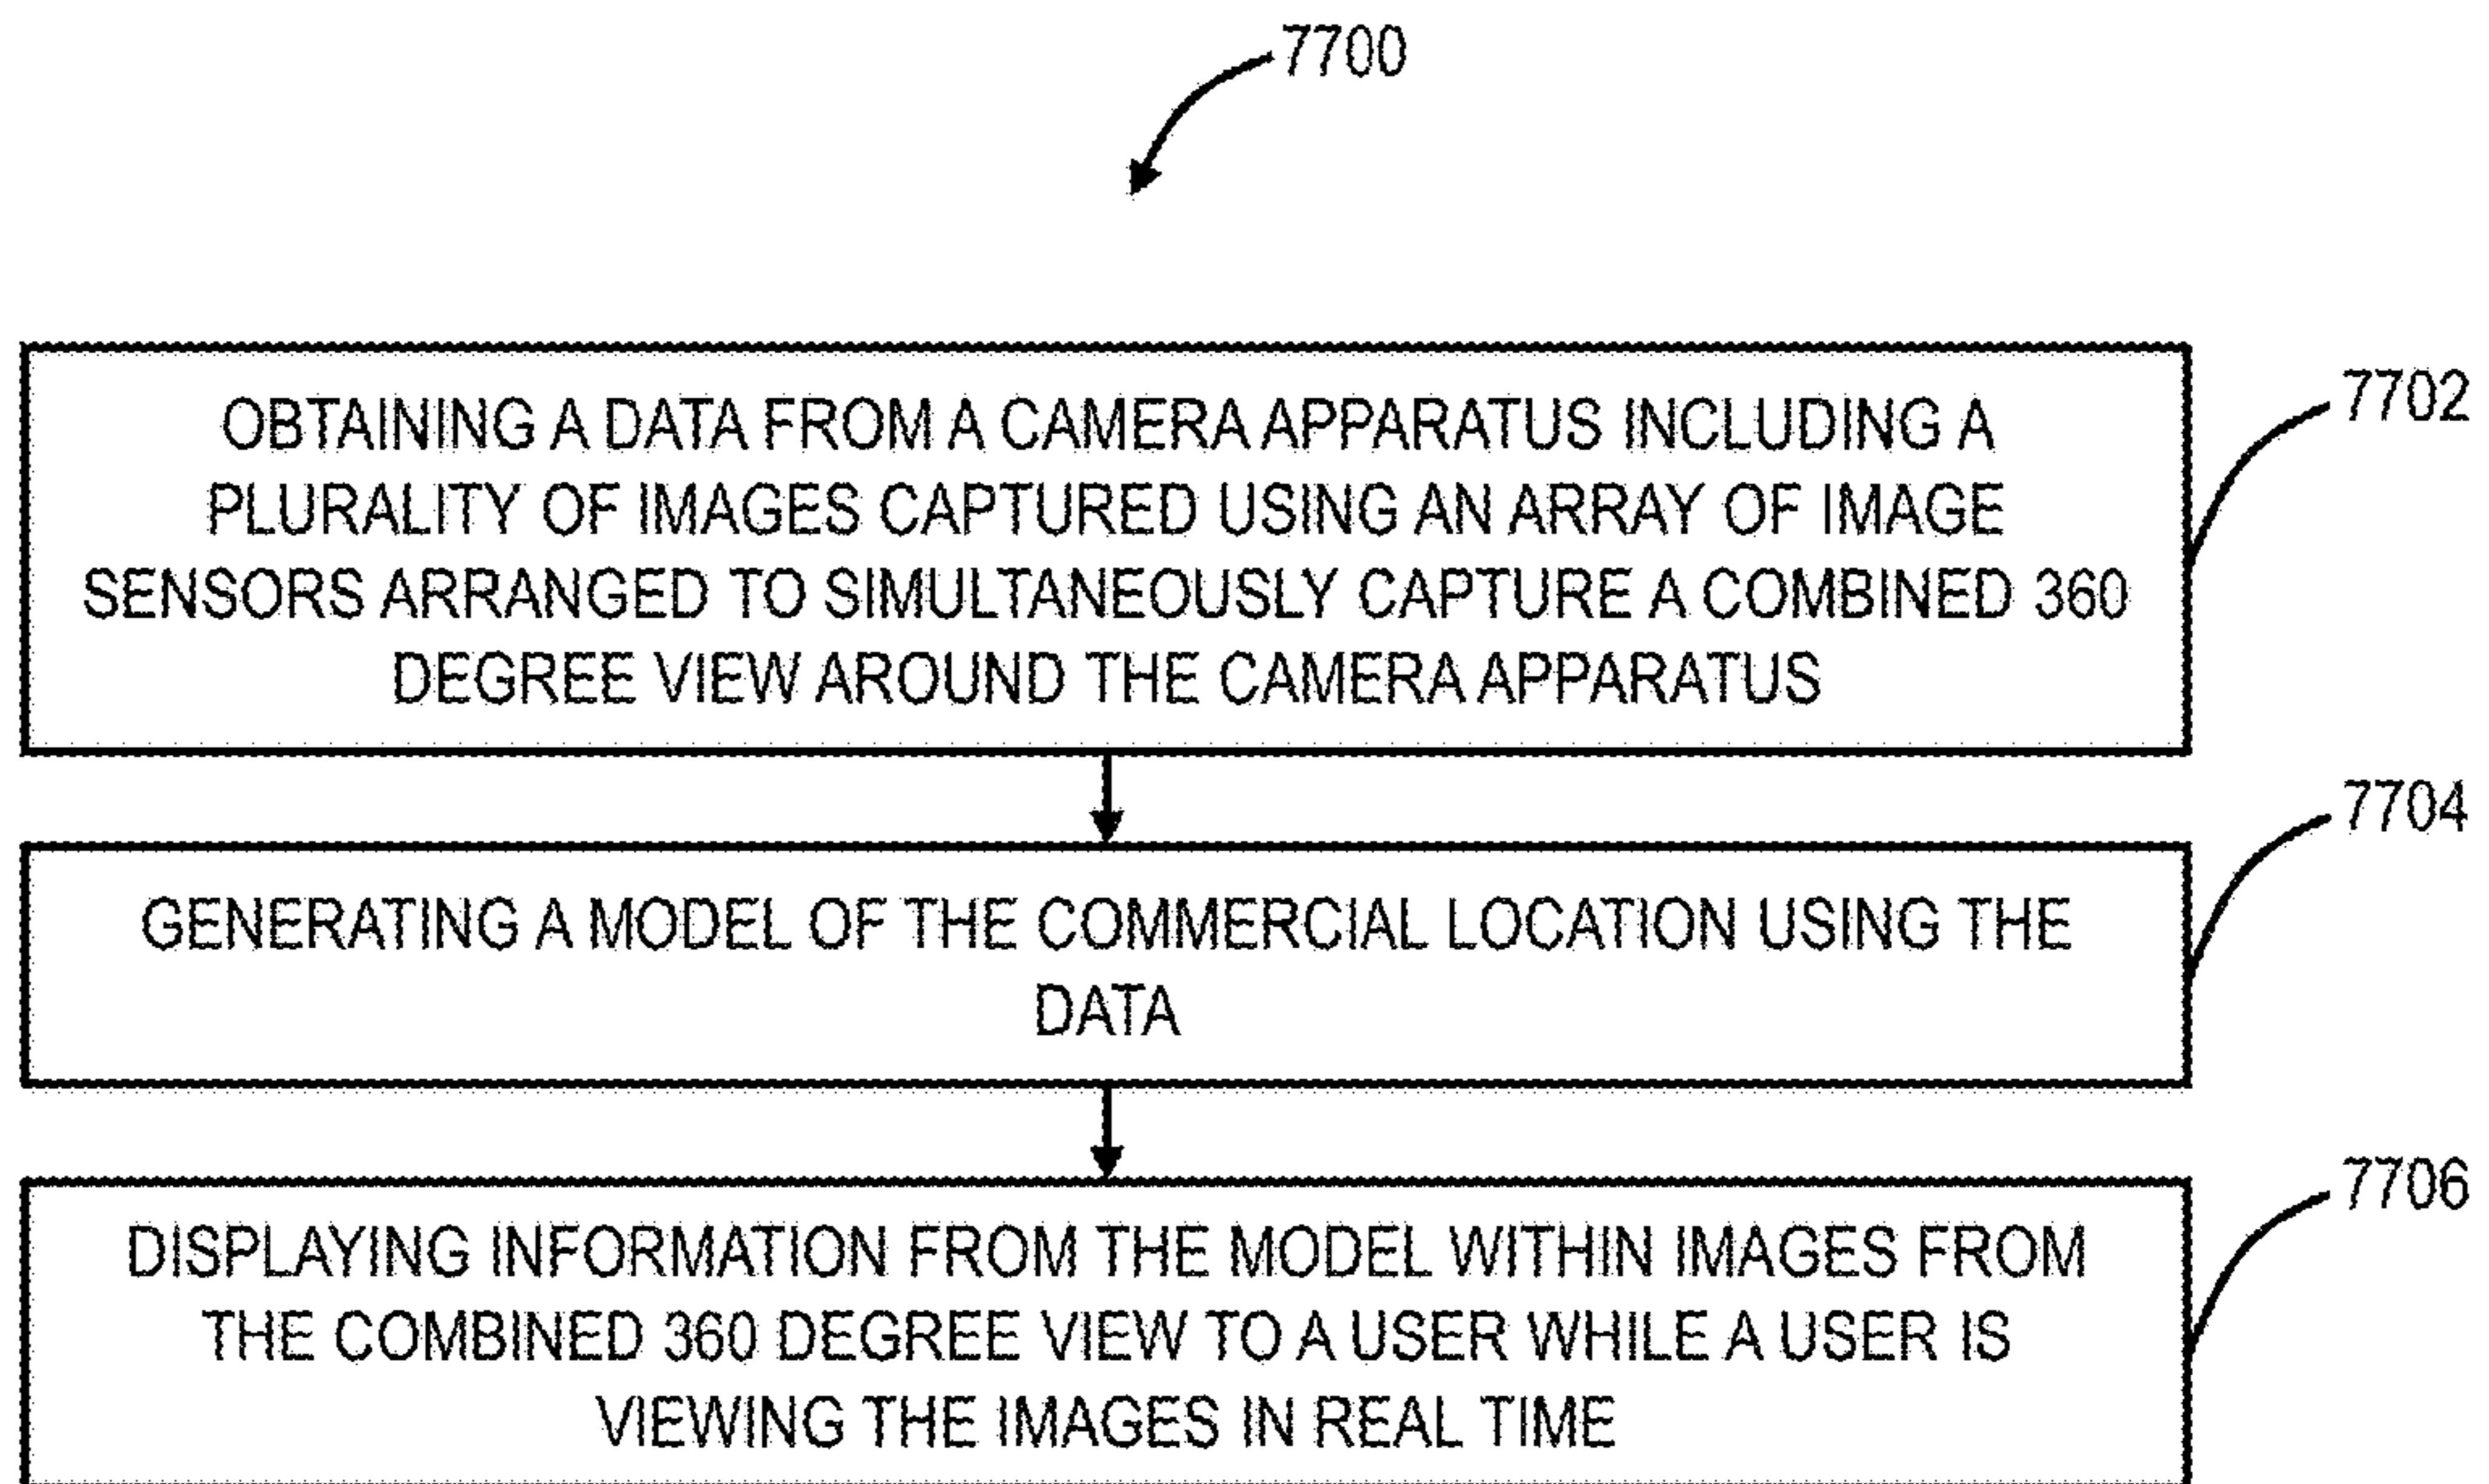 7700
OBTAINING A DATA FROM A CAMERA APPARATUS INCLUDING A
PLURALITY OF IMAGES CAPTURED USING AN ARRAY OF IMAGE
SENSORS ARRANGED TO SIMULTANEOUSLY CAPTURE A COMBINED 360
DEGREE VIEW AROUND THE CAMERA APPARATUS
7702
GENERATING A MODEL OF THE COMMERCIAL LOCATION USING THE
DATA
7704
DISPLAYING INFORMATION FROM THE MODEL WITHIN IMAGES FROM
THE COMBINED 360 DEGREE VIEW TO A USER WHILE A USER IS
VIEWING THE IMAGES IN REAL TIME
7706